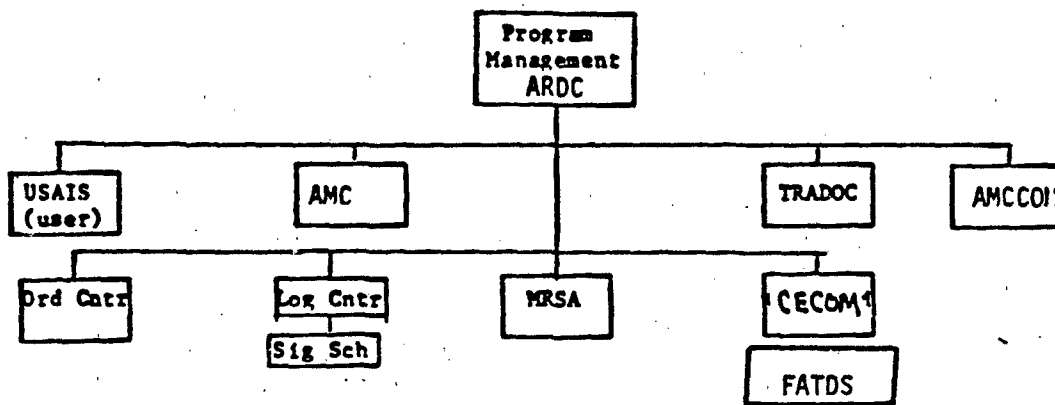 Program
Management
ARDC
USAIS
(user)
AMC
TRADOC
Ord Cntr
Log Cntr
MRSA
CECOM
Sig Sch
FATDS